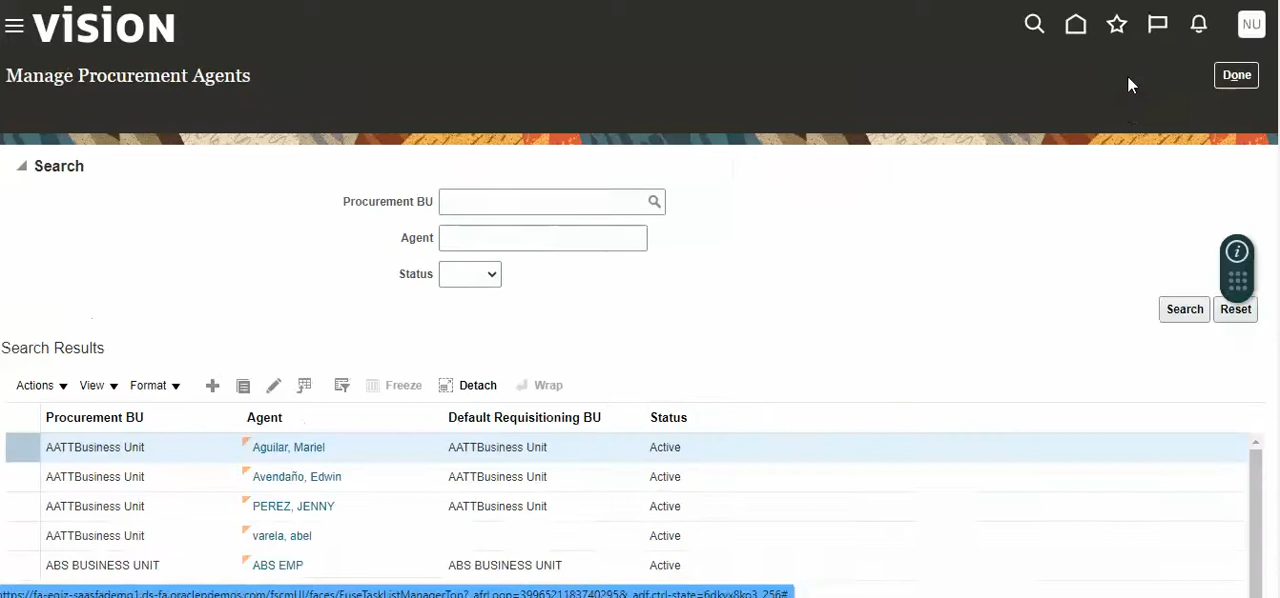 vision
NU
Manage Procurement Agents
Done
Search
Procurement BU
Agent
Status
Search Reset
Search Results
Actions View Format Freeze Detach Wrap
Procurement BU Agent Default Requisitioning BU Status
AATTBusiness Unit Aguilar, Mariel AATTBusiness Unit Active
AATTBusiness Unit Avendaño, Edwin AATTBusiness Unit Active
AATTBusiness Unit PEREZ, JENNY AATTBusiness Unit Active
AATTBusiness Unit varela, abel Active
ABS BUSINESS UNIT ABS EMP ABS BUSINESS UNIT Active